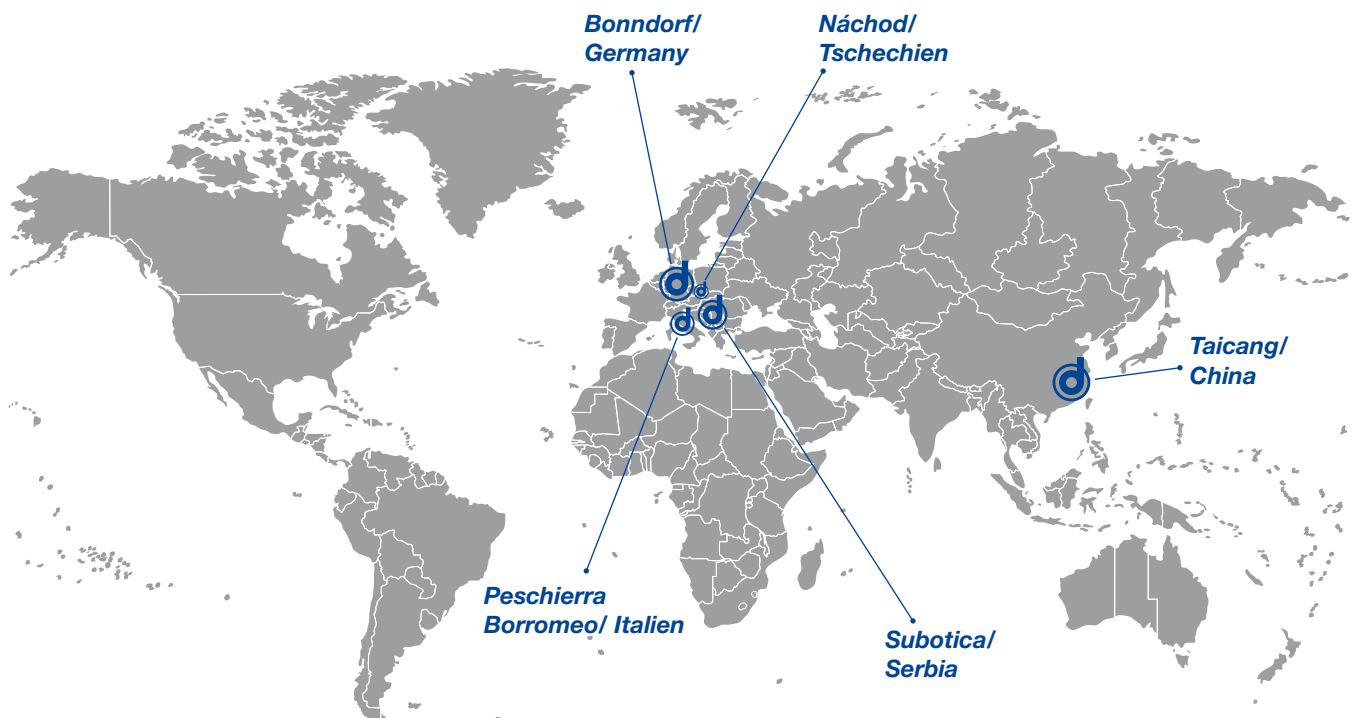 Bonndorf/
Germany
Náchod/
Tschechien
Taicang/
China
Peschierra
Borromeo/ Italien
Subotica/
Serbia